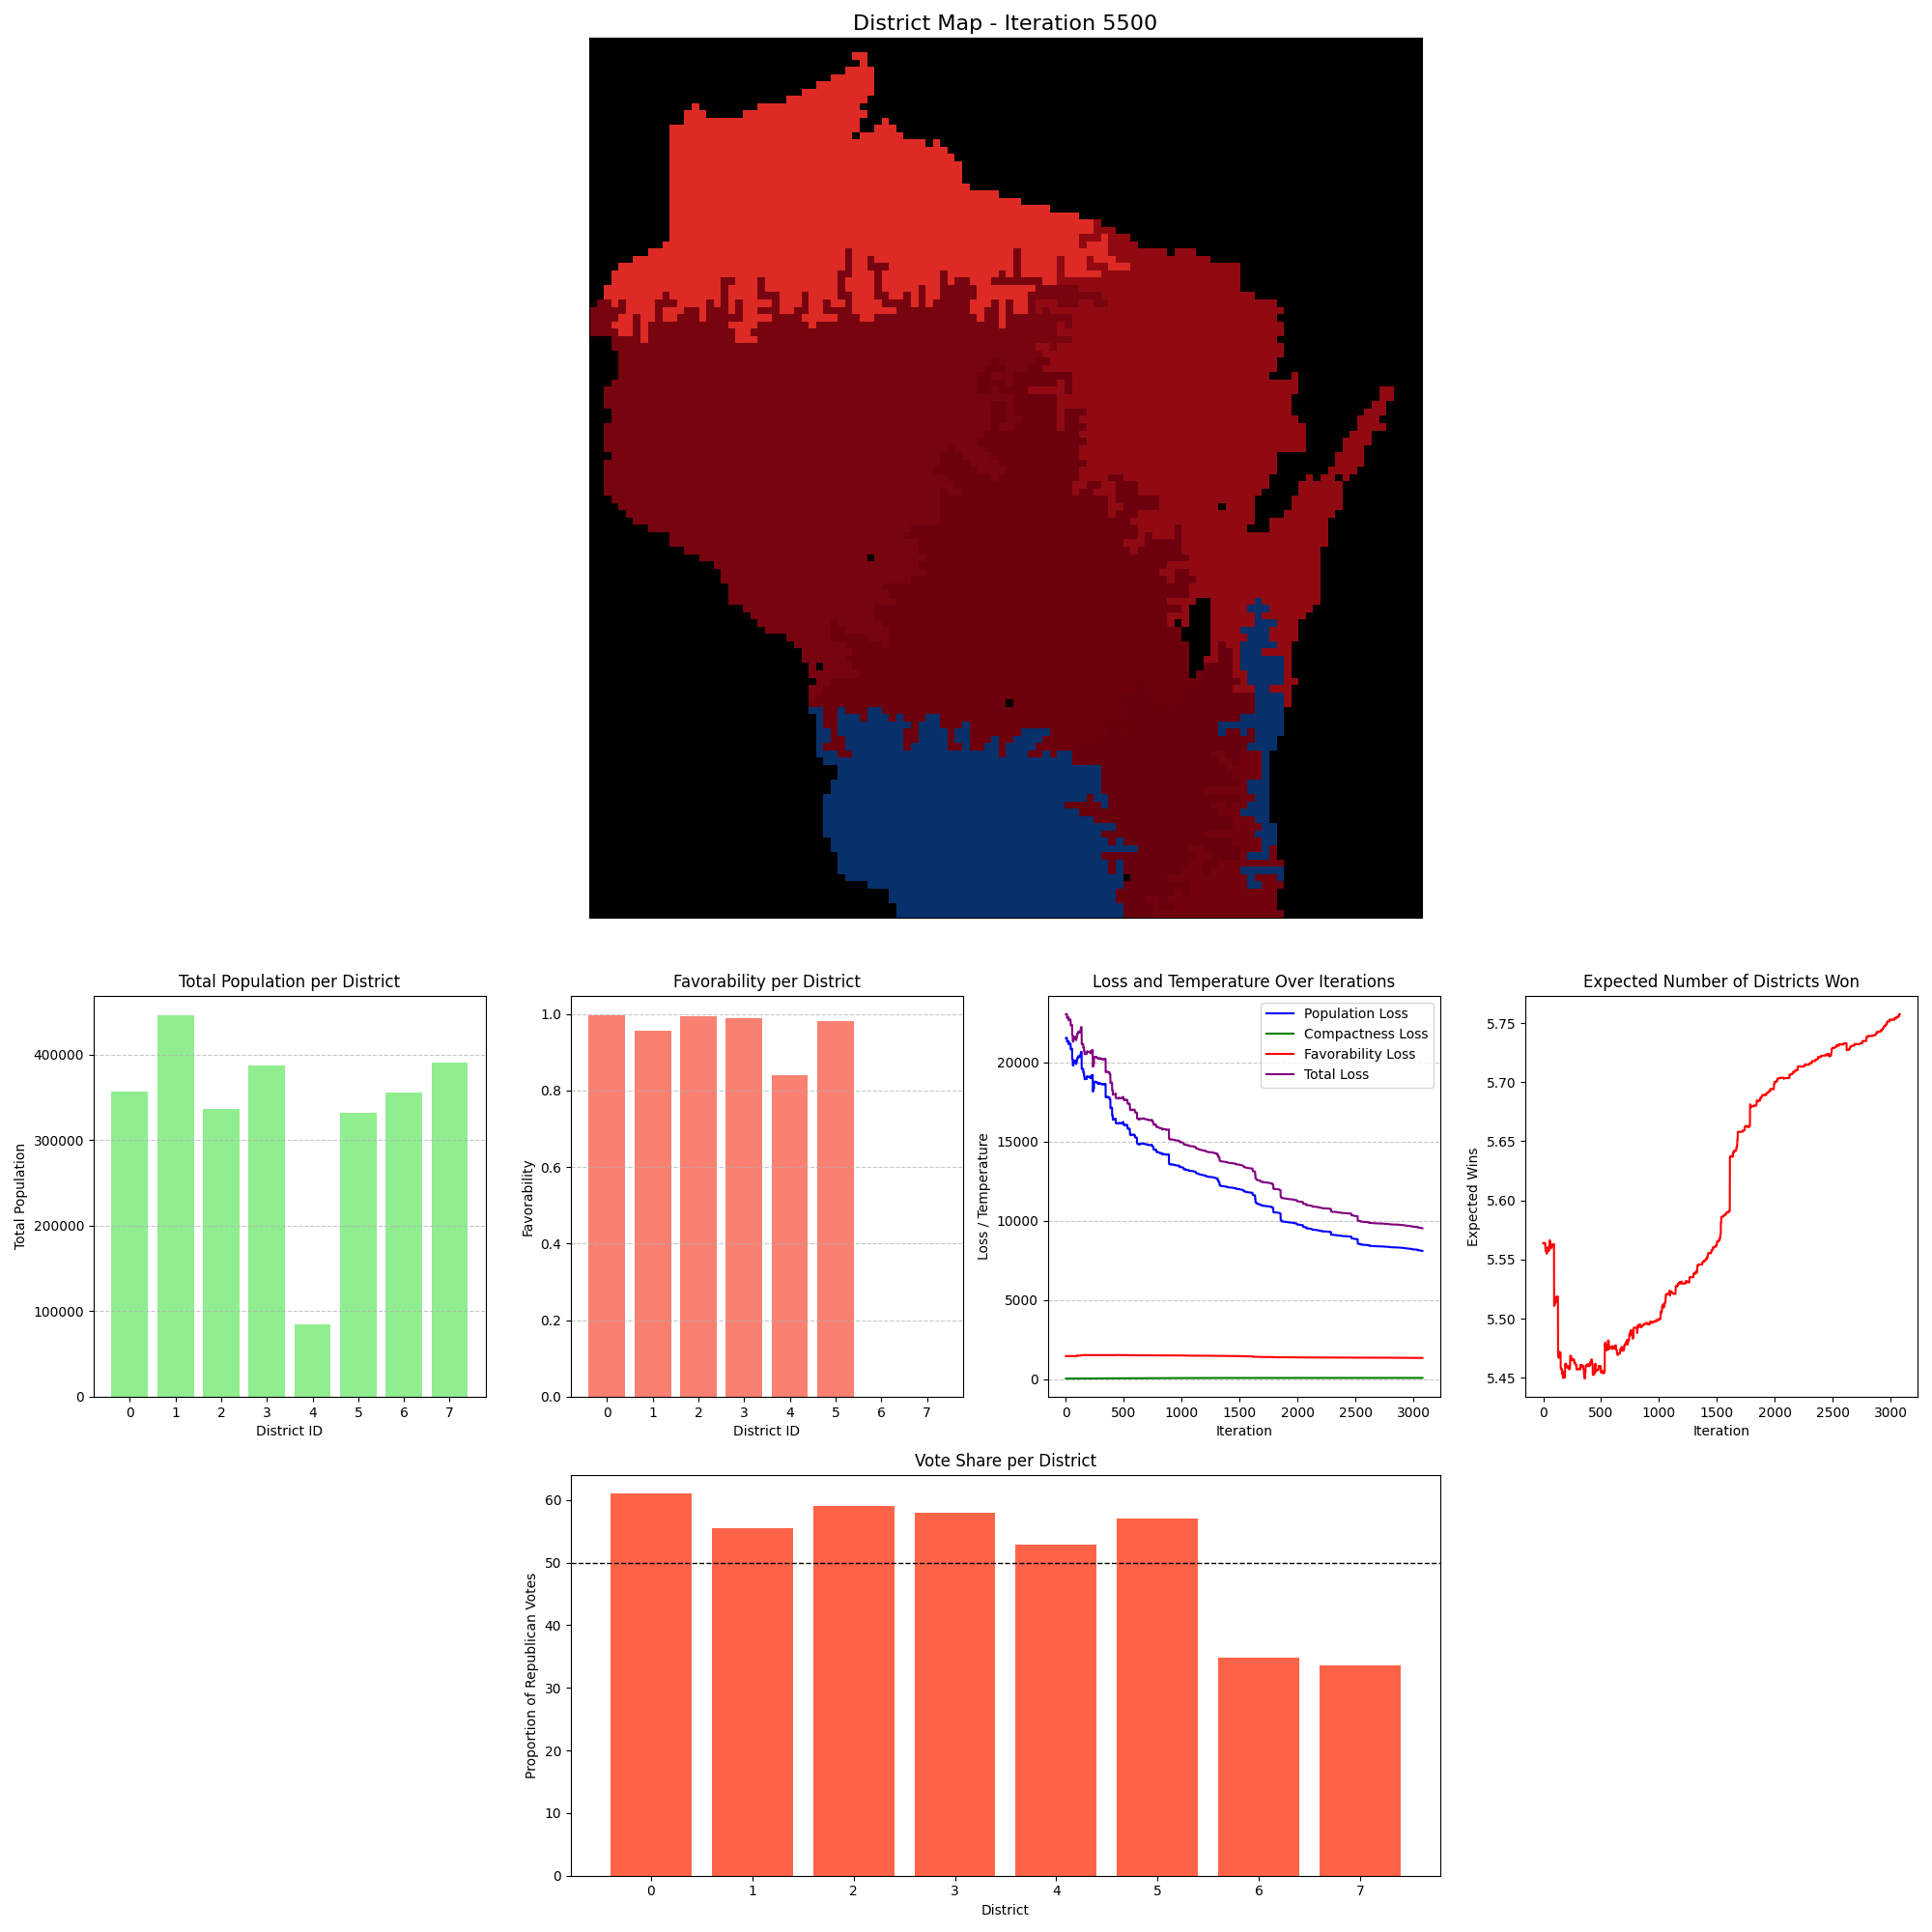 District Map - Iteration 5500
Total Population per District
Total Population
400000
300000
200000
100000
0
0 1 2 3 4 5 6 7
District ID
Favorability per District
Favorability
1.0
0.8
0.6
0.4
0.2
0.0
0 1 2 3 4 5 6 7
District ID
Loss and Temperature Over Iterations
Loss / Temperature
20000
15000
10000
5000
0
Population Loss
Compactness Loss
Favorability Loss
Total Loss
0 500 1000 1500 2000 2500 3000
Iteration
Expected Number of Districts Won
Expected Wins
5.75
5.70
5.65
5.60
5.55
5.50
5.45
0 500 1000 1500 2000 2500 3000
Iteration
Vote Share per District
Proportion of Republican Votes
60
50
40
30
20
10
0
0 1 2 3 4 5 6 7
District